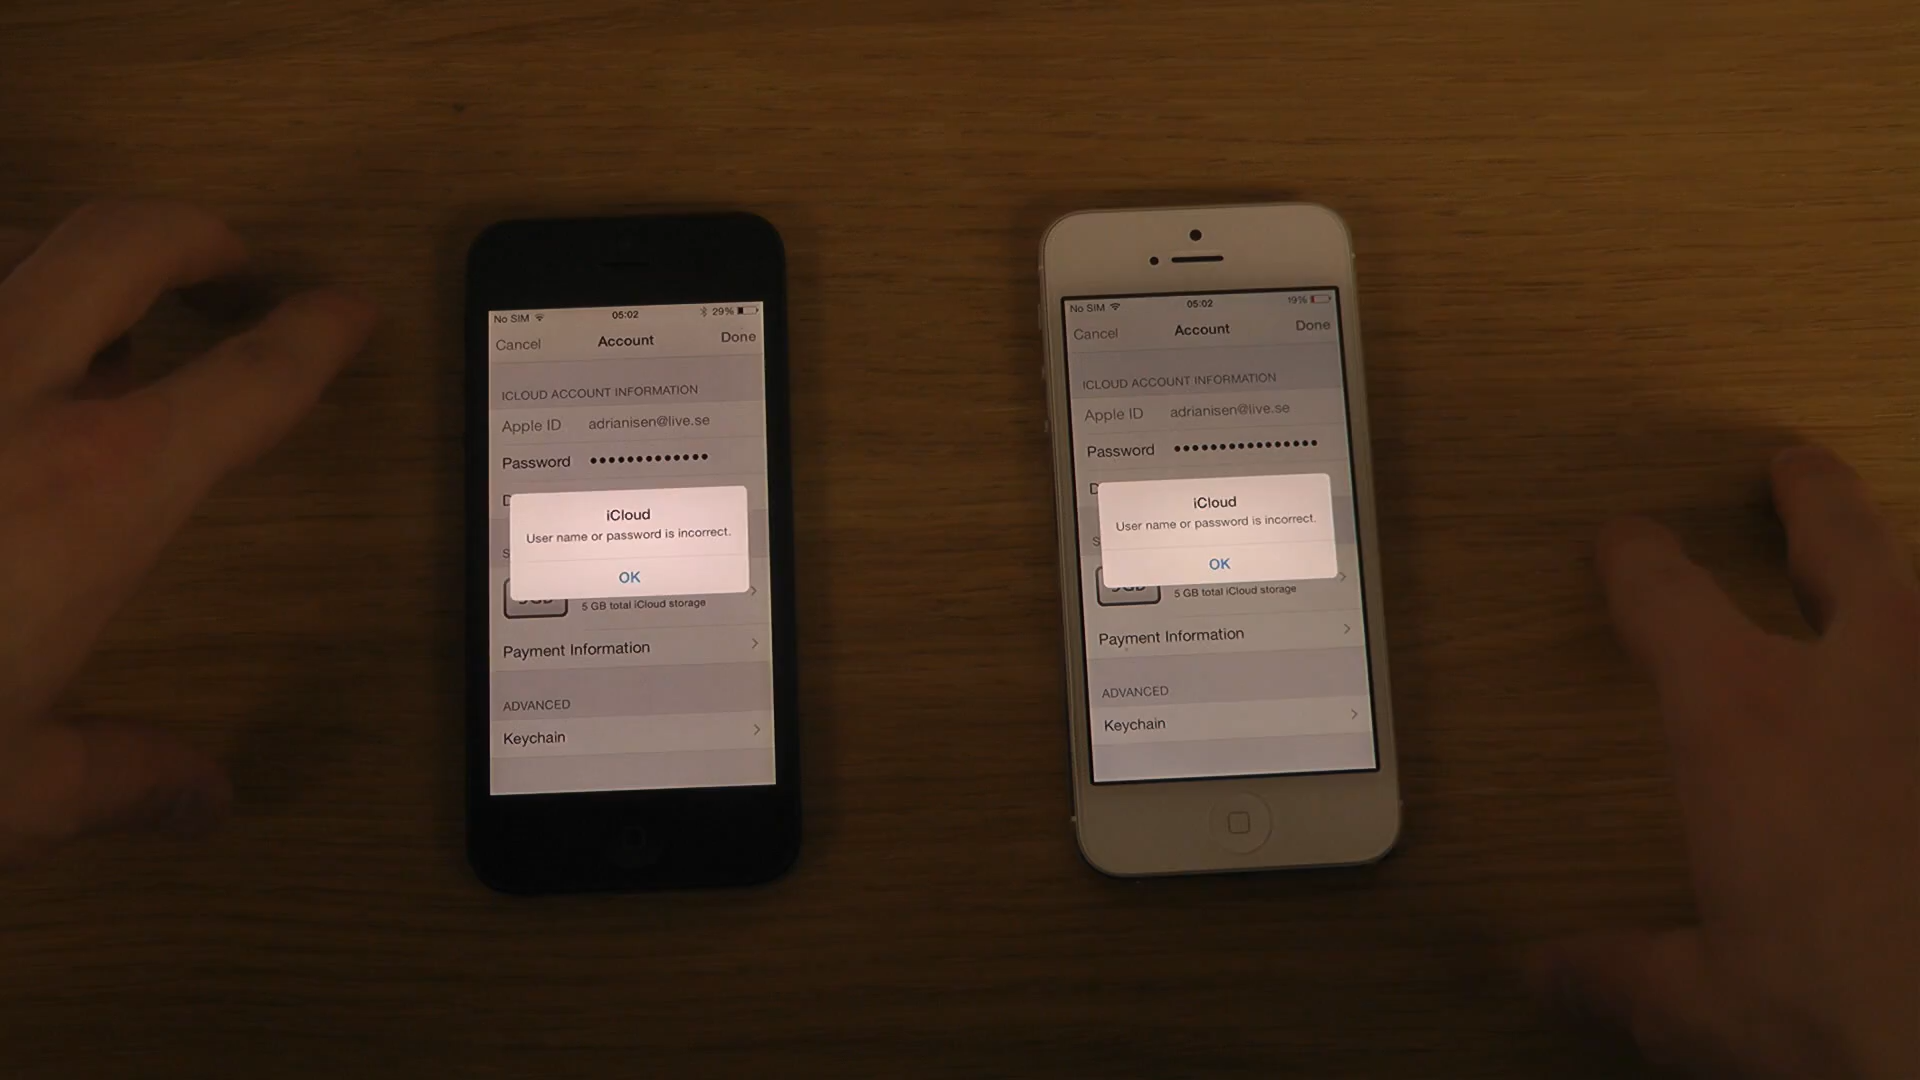 No SIM 05:02 29%
Cancel Account Done
ICLOUD ACCOUNT INFORMATION
Apple ID adrianisen@live.se
Password •••••••••••••
D
iCloud
User name or password is incorrect.
S
OK
5 GB total iCloud storage
Payment Information
ADVANCED
Keychain
No SIM 05:02 19%
Cancel Account Done
ICLOUD ACCOUNT INFORMATION
Apple ID adrianisen@live.se
Password ••••••••••••••••
D
iCloud
User name or password is incorrect.
S
OK
5 GB total iCloud storage
Payment Information
ADVANCED
Keychain